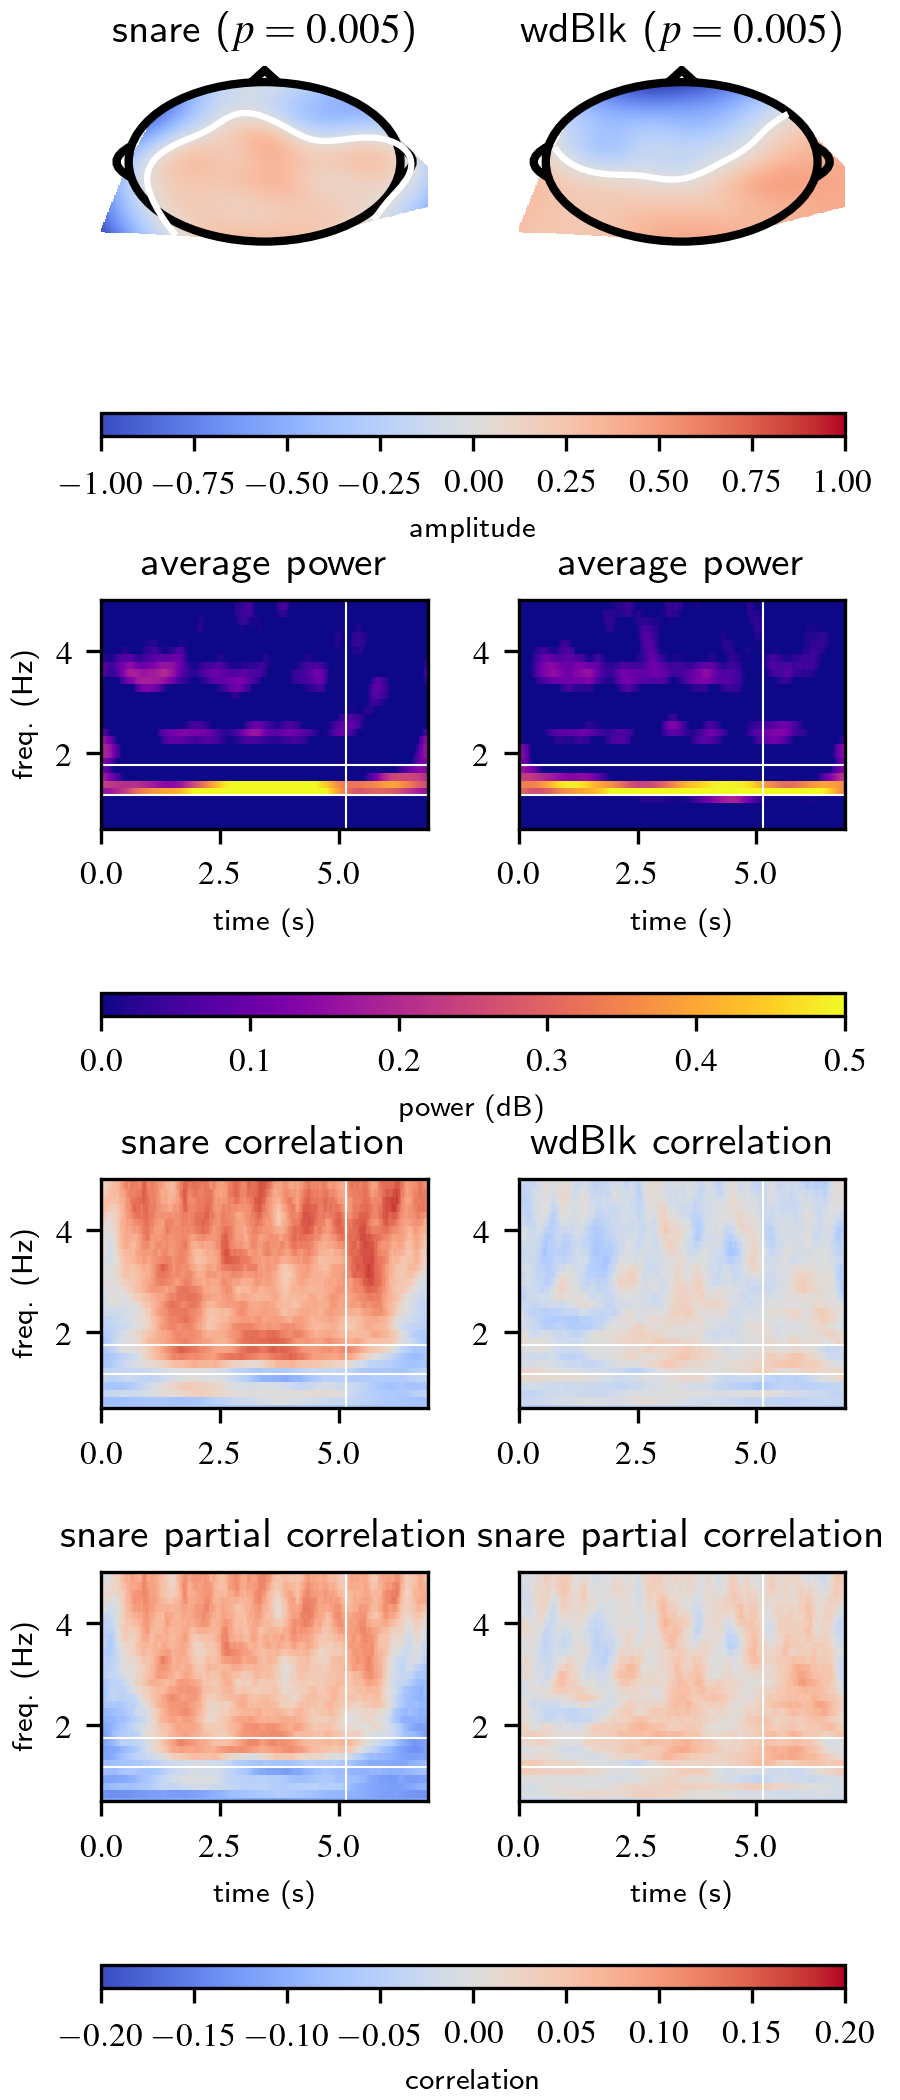 snare (p = 0.005) wdBlk (p = 0.005)
−1.00 −0.75 −0.50 −0.25 0.00 0.25 0.50 0.75 1.00
amplitude
average power average power
freq. (Hz)
4 4
2 2
0.0 2.5 5.0 0.0 2.5 5.0
time (s) time (s)
0.0 0.1 0.2 0.3 0.4 0.5
power (dB)
snare correlation wdBlk correlation
freq. (Hz)
4 4
2 2
0.0 2.5 5.0 0.0 2.5 5.0
snare partial correlation snare partial correlation
freq. (Hz)
4 4
2 2
0.0 2.5 5.0 0.0 2.5 5.0
time (s) time (s)
−0.20 −0.15 −0.10 −0.05 0.00 0.05 0.10 0.15 0.20
correlation